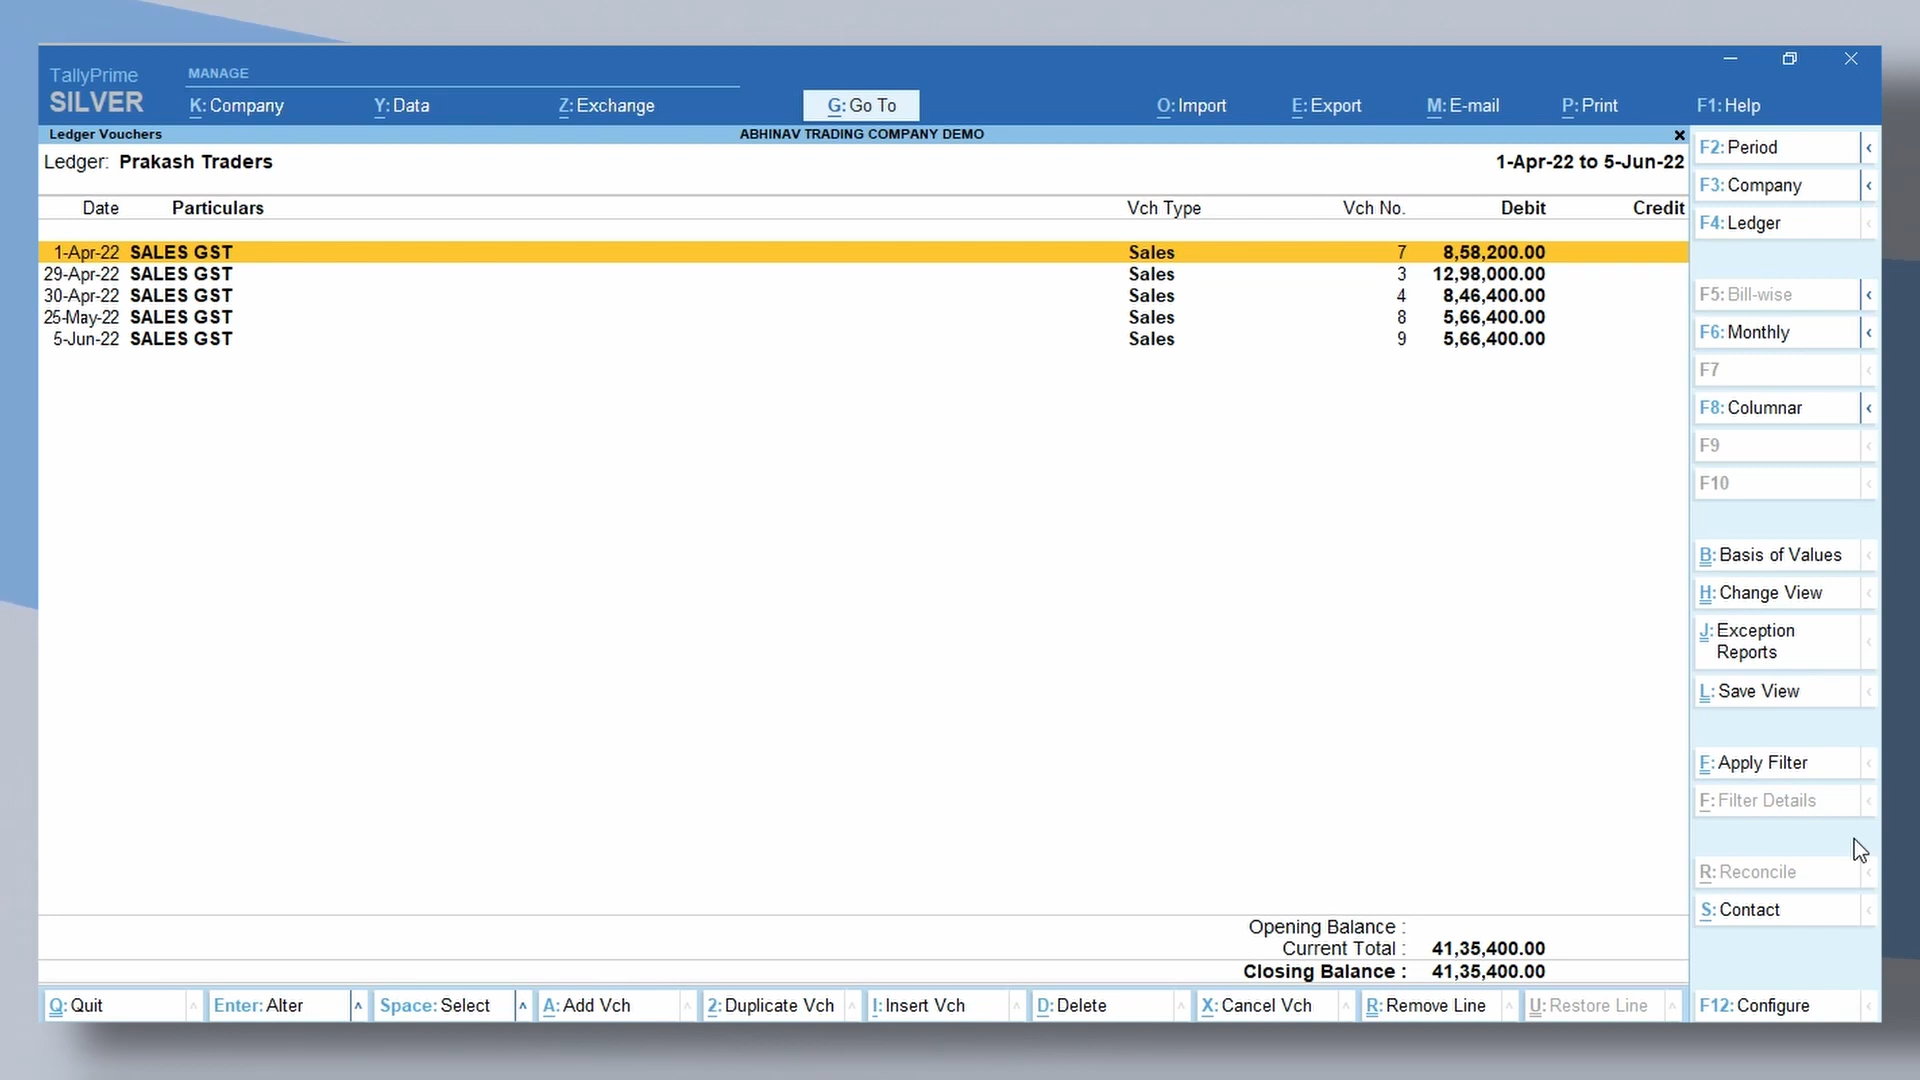 TallyPrime
SILVER
MANAGE
K: Company Y: Data Z: Exchange G: Go To O: Import E: Export M: E-mail P: Print F1: Help
Ledger Vouchers ABHINAV TRADING COMPANY DEMO
Ledger: Prakash Traders 1-Apr-22 to 5-Jun-22
Date Particulars Vch Type Vch No. Debit Credit
1-Apr-22 SALES GST Sales 7 8,58,200.00
29-Apr-22 SALES GST Sales 3 12,98,000.00
30-Apr-22 SALES GST Sales 4 8,46,400.00
25-May-22 SALES GST Sales 8 5,66,400.00
5-Jun-22 SALES GST Sales 9 5,66,400.00
Opening Balance :
Current Total : 41,35,400.00
Closing Balance : 41,35,400.00
F2: Period
F3: Company
F4: Ledger
F5: Bill-wise
F6: Monthly
F7
F8: Columnar
F9
F10
B: Basis of Values
H: Change View
J: Exception
Reports
L: Save View
F: Apply Filter
F: Filter Details
R: Reconcile
S: Contact
Q: Quit Enter: Alter Space: Select A: Add Vch 2: Duplicate Vch I: Insert Vch D: Delete X: Cancel Vch R: Remove Line U: Restore Line F12: Configure